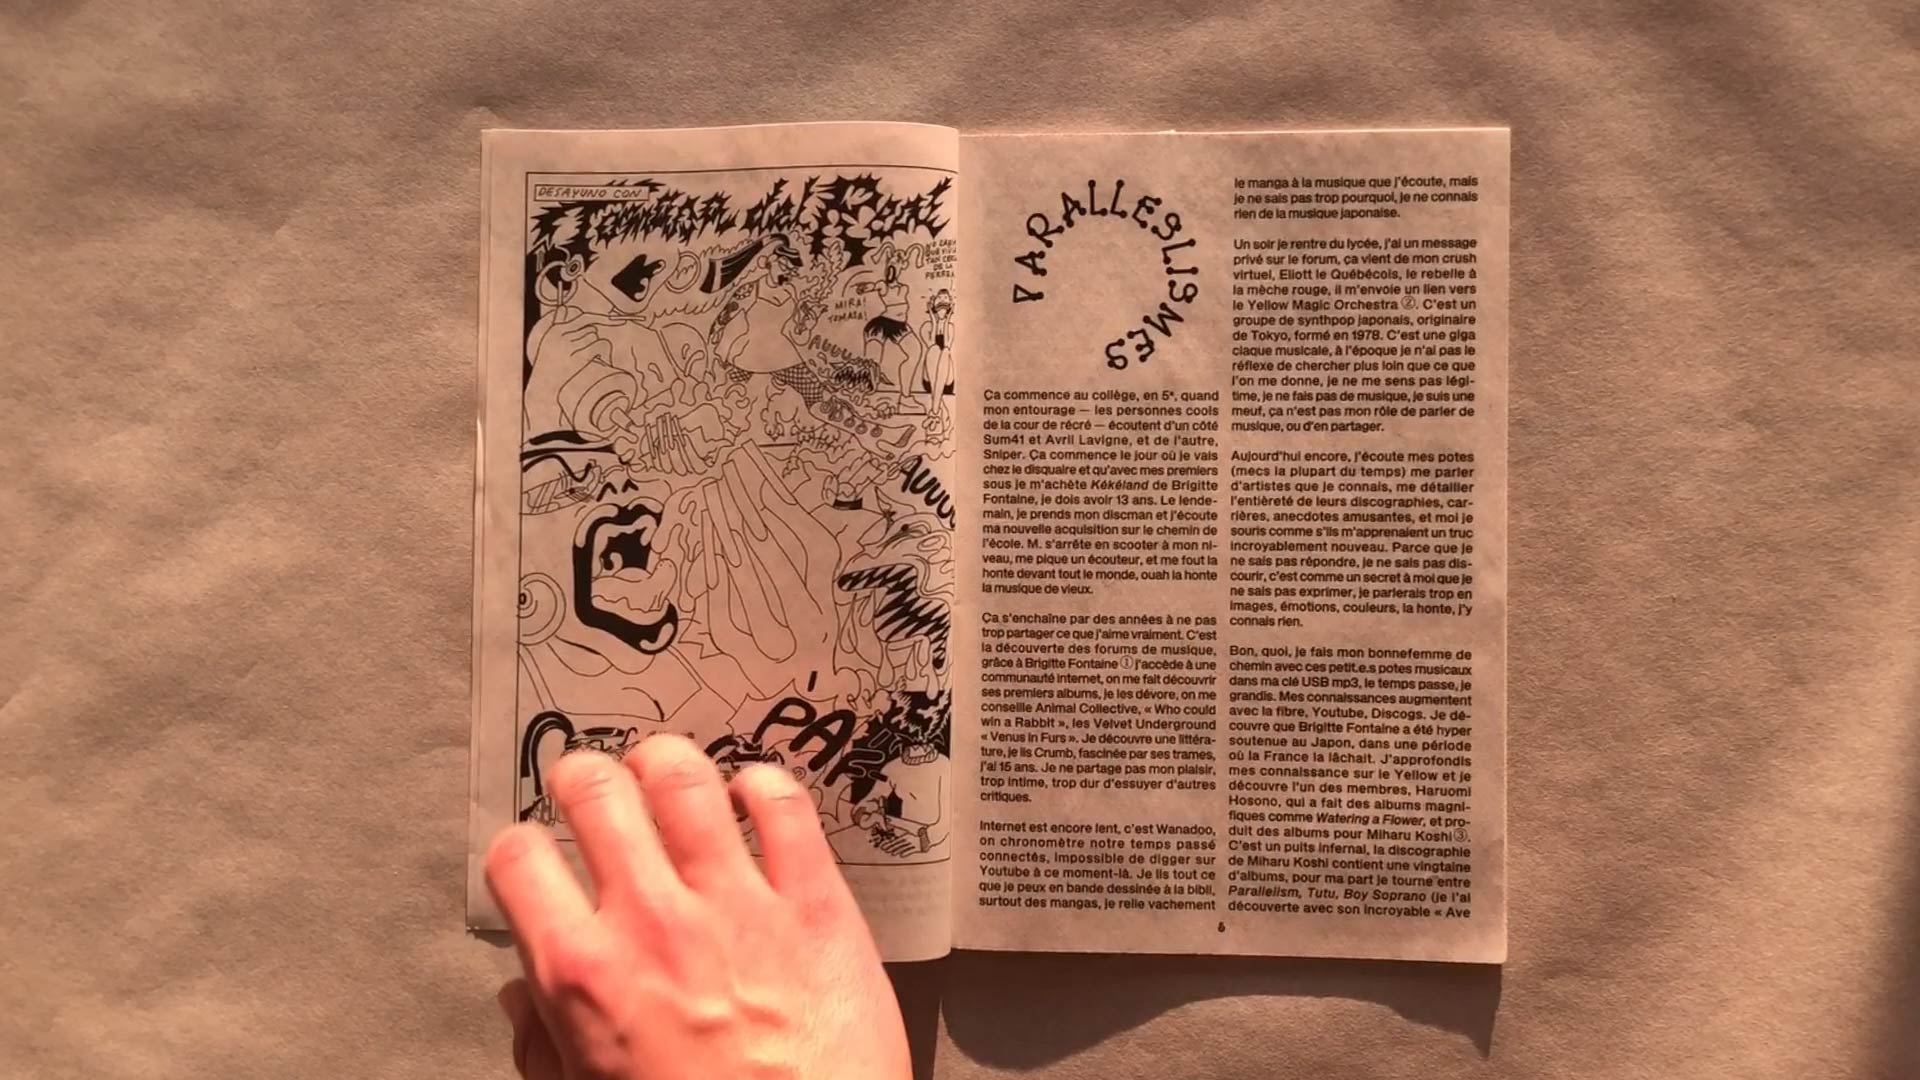 DESAYUNO CON
Tomasa del Real
MIRA!
TOMASA!
AUUU
AUUUU
PÁ
PARALLESLISMES
Ça commence au collège, en 5ᵉ, quand
mon entourage — les personnes cools
de la cour de récré — écoutent d'un côté
Sum41 et Avril Lavigne, et de l'autre,
Sniper. Ça commence le jour où je vais
chez le disquaire et qu'avec mes premiers
sous je m'achète Kékéland de Brigitte
Fontaine, je dois avoir 13 ans. Le lende-
main, je prends mon discman et j'écoute
ma nouvelle acquisition sur le chemin de
l'école. M. s'arrête en scooter à mon ni-
veau, me pique un écouteur, et me fout la
honte devant tout le monde, ouah la honte
la musique de vieux.
Ça s'enchaîne par des années à ne pas
trop partager ce que j'aime vraiment. C'est
la découverte des forums de musique,
grâce à Brigitte Fontaine ① j'accède à une
communauté internet, on me fait découvrir
ses premiers albums, je les dévore, on me
conseille Animal Collective, « Who could
win a Rabbit », les Velvet Underground
« Venus in Furs ». Je découvre une littéra-
ture, je lis Crumb, fascinée par ses trames,
j'ai 15 ans. Je ne partage pas mon plaisir,
trop intime, trop dur d'essuyer d'autres
critiques.
Internet est encore lent, c'est Wanadoo,
on chronomètre notre temps passé
connectés, impossible de digger sur
Youtube à ce moment-là. Je lis tout ce
que je peux en bande dessinée à la bibli,
surtout des mangas, je relie vachement
le manga à la musique que j'écoute, mais
je ne sais pas trop pourquoi, je ne connais
rien de la musique japonaise.
Un soir je rentre du lycée, j'ai un message
privé sur le forum, ça vient de mon crush
virtuel, Eliott le Québécois, le rebelle à
la mèche rouge, il m'envoie un lien vers
le Yellow Magic Orchestra ②. C'est un
groupe de synthpop japonais, originaire
de Tokyo, formé en 1978. C'est une giga
claque musicale, à l'époque je n'ai pas le
réflexe de chercher plus loin que ce que
l'on me donne, je ne me sens pas légi-
time, je ne fais pas de musique, je suis une
meuf, ça n'est pas mon rôle de parler de
musique, ou d'en partager.
Aujourd'hui encore, j'écoute mes potes
(mecs la plupart du temps) me parler
d'artistes que je connais, me détailler
l'entièreté de leurs discographies, car-
rières, anecdotes amusantes, et moi je
souris comme s'ils m'apprenaient un truc
incroyablement nouveau. Parce que je
ne sais pas répondre, je ne sais pas dis-
courir, c'est comme un secret à moi que je
ne sais pas exprimer, je parlerais trop en
images, émotions, couleurs, la honte, j'y
connais rien.
Bon, quoi, je fais mon bonnefemme de
chemin avec ces petit.e.s potes musicaux
dans ma clé USB mp3, le temps passe, je
grandis. Mes connaissances augmentent
avec la fibre, Youtube, Discogs. Je dé-
couvre que Brigitte Fontaine a été hyper
soutenue au Japon, dans une période
où la France la lâchait. J'approfondis
mes connaissance sur le Yellow et je
découvre l'un des membres, Haruomi
Hosono, qui a fait des albums magni-
fiques comme Watering a Flower, et pro-
duit des albums pour Miharu Koshi ③.
C'est un puits infernal, la discographie
de Miharu Koshi contient une vingtaine
d'albums, pour ma part je tourne entre
Parallelism, Tutu, Boy Soprano (je l'ai
découverte avec son incroyable « Ave